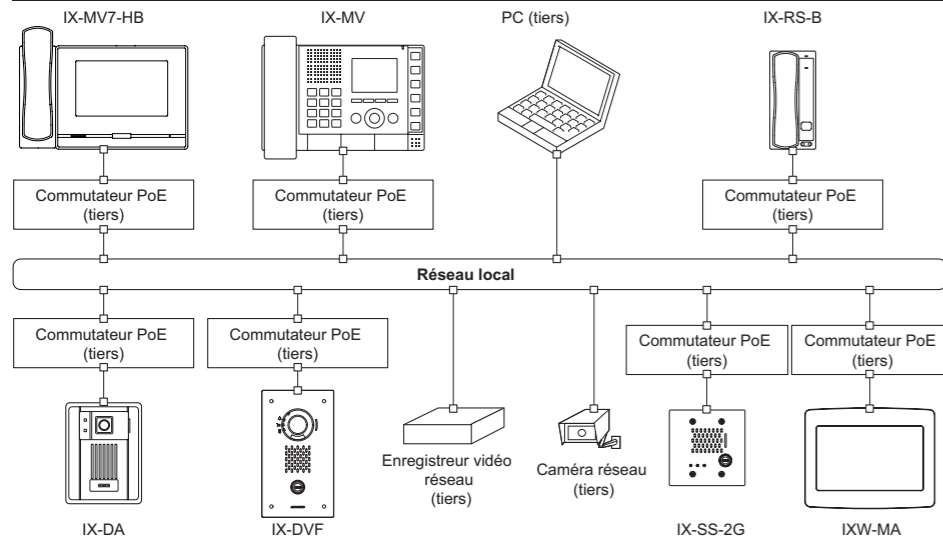 IX-MV7-HB
IX-MV
PC (tiers)
IX-RS-B
Commutateur PoE
(tiers)
Commutateur PoE
(tiers)
Commutateur PoE
(tiers)
Réseau local
Commutateur PoE
(tiers)
Commutateur PoE
(tiers)
Commutateur PoE
(tiers)
Commutateur PoE
(tiers)
Enregistreur vidéo
réseau
(tiers)
Caméra réseau
(tiers)
IX-DA
IX-DVF
IX-SS-2G
IXW-MA